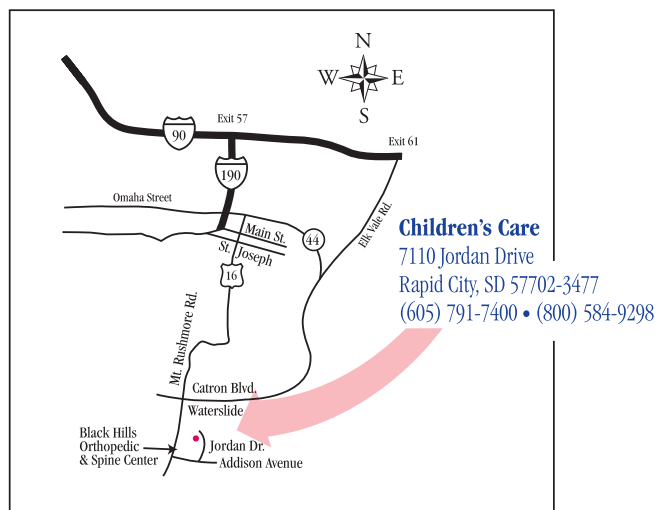 N
W E
S
Exit 57
90
Exit 61
190
Omaha Street
Elk Vale Rd.
Main St.
44
St. Joseph
16
Children's Care
7110 Jordan Drive
Rapid City, SD 57702-3477
(605) 791-7400 • (800) 584-9298
Mt. Rushmore Rd.
Catron Blvd.
Waterslide
Black Hills
Orthopedic
& Spine Center
Jordan Dr.
Addison Avenue